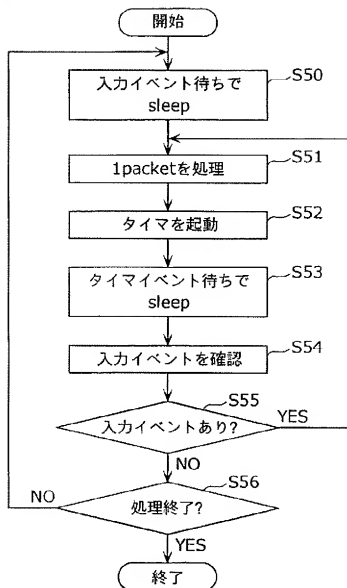 開始
入力イベント待ちで
sleep
S50
1packetを処理
S51
タイマを起動
S52
タイマイベント待ちで
sleep
S53
入力イベントを確認
S54
入力イベントあり?
S55
YES
NO
処理終了?
S56
NO
YES
終了